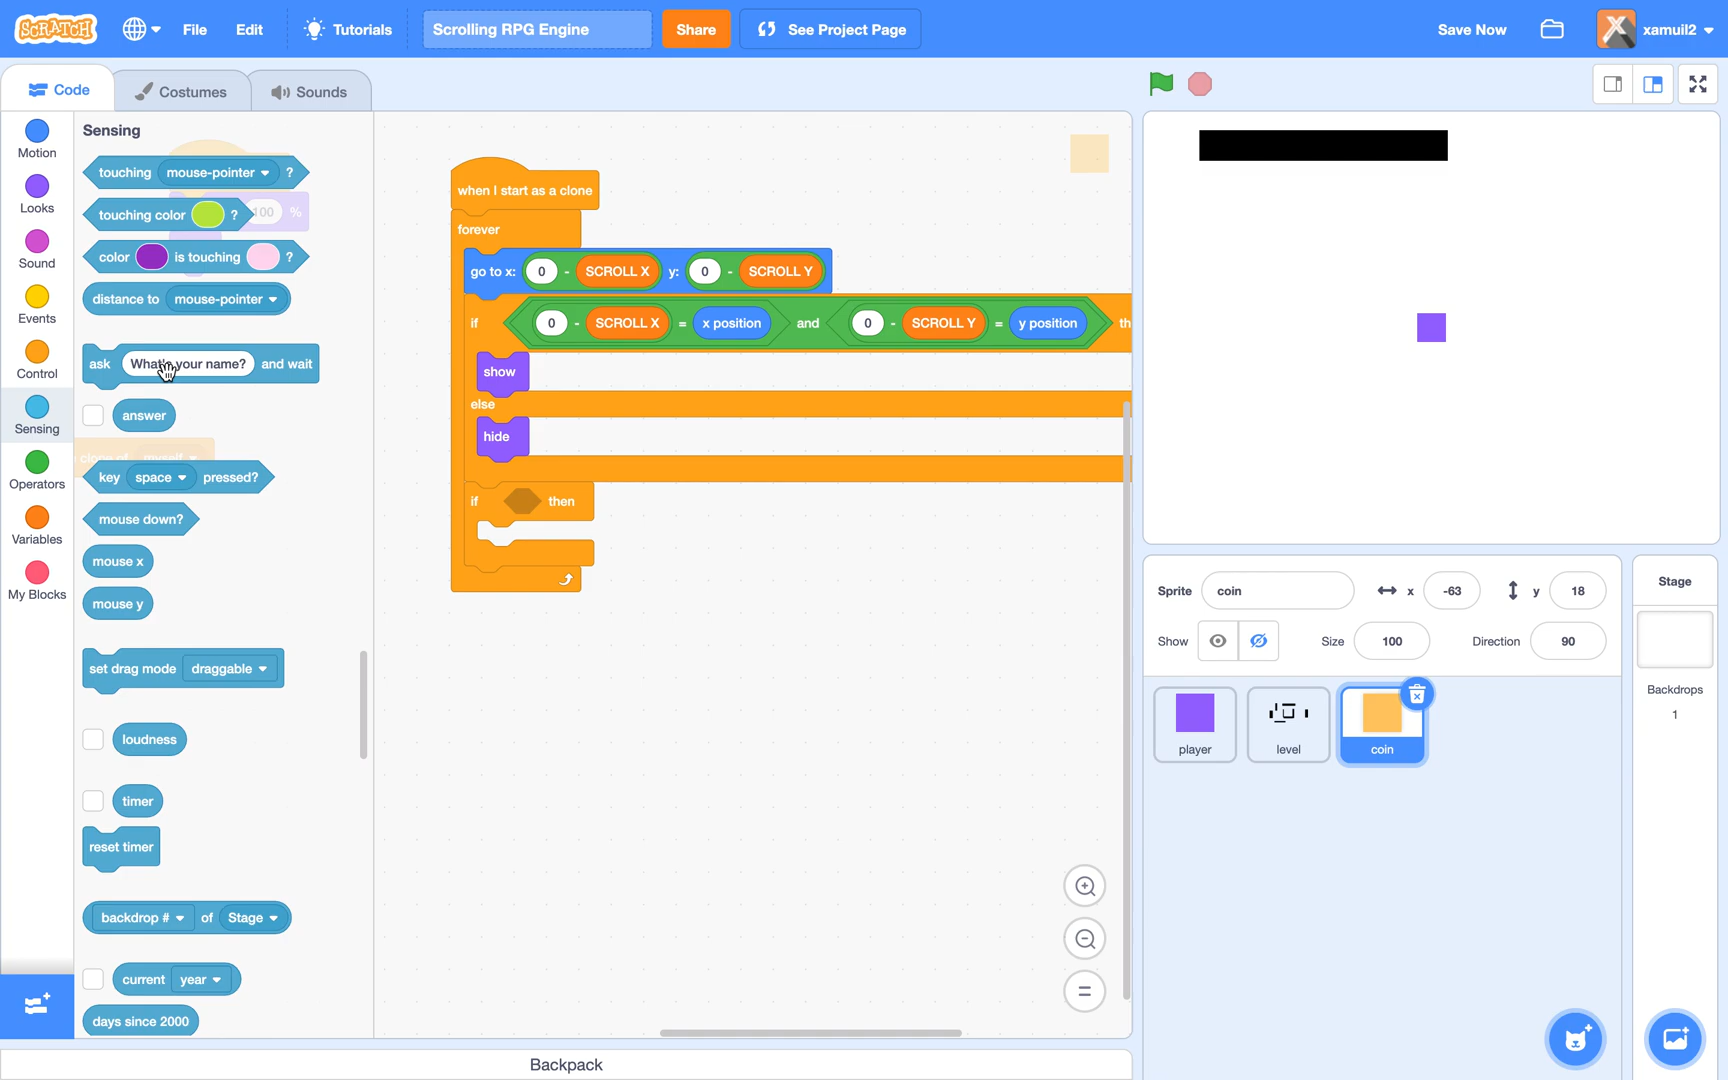 SCRATCH File Edit Tutorials Scrolling RPG Engine Share See Project Page Save Now xamuil2
Code Costumes Sounds
Motion
Looks
Sound
Events
Control
Sensing
Operators
Variables
My Blocks
Sensing
touching mouse-pointer ?
touching color ? 100 %
color is touching ?
distance to mouse-pointer
ask What's your name? and wait
answer
clone of myself
key space pressed?
mouse down?
mouse x
mouse y
set drag mode draggable
loudness
timer
reset timer
backdrop # of Stage
current year
days since 2000
when I start as a clone
forever
go to x: 0 - SCROLL X y: 0 - SCROLL Y
if 0 - SCROLL X = x position and 0 - SCROLL Y = y position th
show
else
hide
if then
Backpack
Sprite coin x -63 y 18
Show Size 100 Direction 90
player level coin
Stage
Backdrops
1